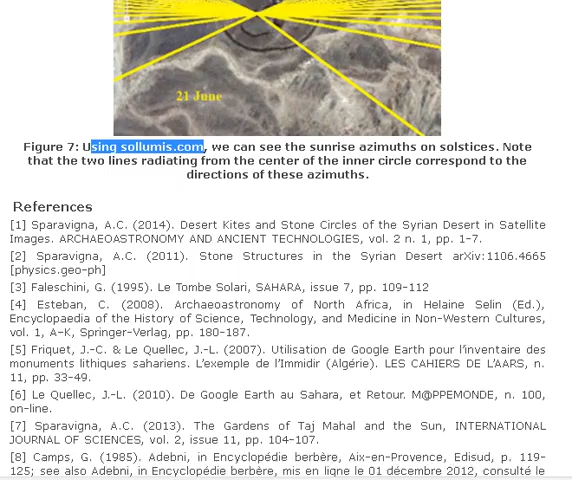 21 June
Figure 7: Using sollumis.com, we can see the sunrise azimuths on solstices. Note
that the two lines radiating from the center of the inner circle correspond to the
directions of these azimuths.
References
[1] Sparavigna, A.C. (2014). Desert Kites and Stone Circles of the Syrian Desert in Satellite
Images. ARCHAEOASTRONOMY AND ANCIENT TECHNOLOGIES, vol. 2 n. 1, pp. 1-7.
[2] Sparavigna, A.C. (2011). Stone Structures in the Syrian Desert arXiv:1106.4665
[physics.geo-ph]
[3] Faleschini, G. (1995). Le Tombe Solari, SAHARA, issue 7, pp. 109-112
[4] Esteban, C. (2008). Archaeoastronomy of North Africa, in Helaine Selin (Ed.),
Encyclopaedia of the History of Science, Technology, and Medicine in Non-Western Cultures,
vol. 1, A-K, Springer-Verlag, pp. 180-187.
[5] Friquet, J.-C. & Le Quellec, J.-L. (2007). Utilisation de Google Earth pour l'inventaire des
monuments lithiques sahariens. L'exemple de l'Immidir (Algérie). LES CAHIERS DE L'AARS, n.
11, pp. 33-49.
[6] Le Quellec, J.-L. (2010). De Google Earth au Sahara, et Retour. M@PPEMONDE, n. 100,
on-line.
[7] Sparavigna, A.C. (2013). The Gardens of Taj Mahal and the Sun, INTERNATIONAL
JOURNAL OF SCIENCES, vol. 2, issue 11, pp. 104-107.
[8] Camps, G. (1985). Adebni, in Encyclopédie berbère, Aix-en-Provence, Edisud, p. 119-
125; see also Adebni, in Encyclopédie berbère, mis en ligne le 01 décembre 2012, consulté le